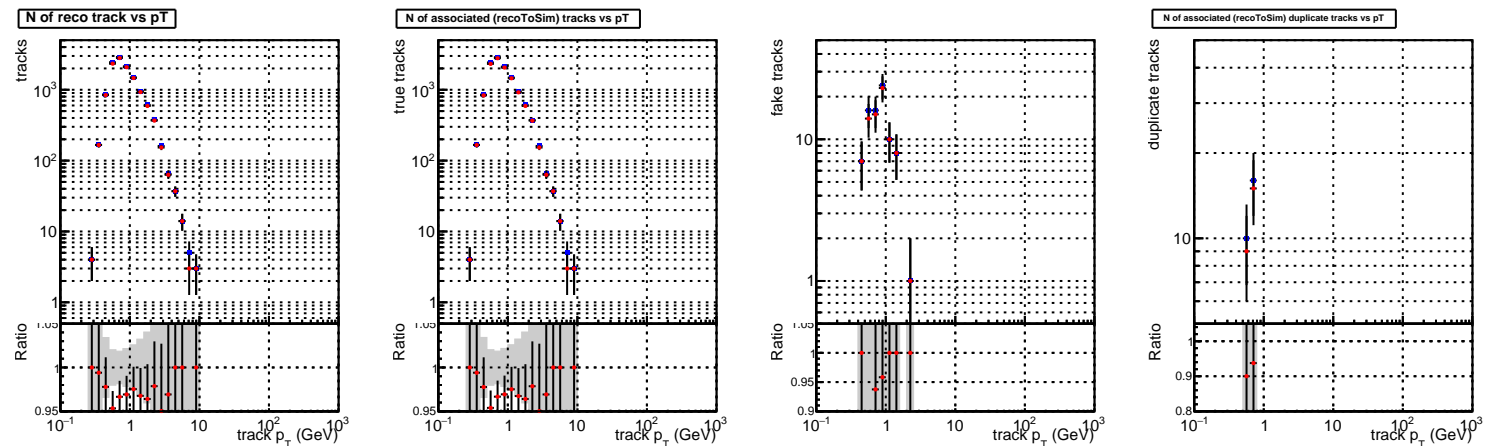 N of reco track vs pT
tracks
10³
10²
10
1
Ratio
1.05
1
0.95
10⁻¹ 1 10 10² 10³
track p_T (GeV)
N of associated (recoToSim) tracks vs pT
true tracks
10³
10²
10
1
Ratio
1.05
1
0.95
10⁻¹ 1 10 10² 10³
track p_T (GeV)
fake tracks
10
1
Ratio
1
0.95
0.9
10⁻¹ 1 10 10² 10³
track p_T (GeV)
N of associated (recoToSim) duplicate tracks vs pT
duplicate tracks
10
Ratio
1
0.9
0.8
10⁻¹ 1 10 10² 10³
track p_T (GeV)